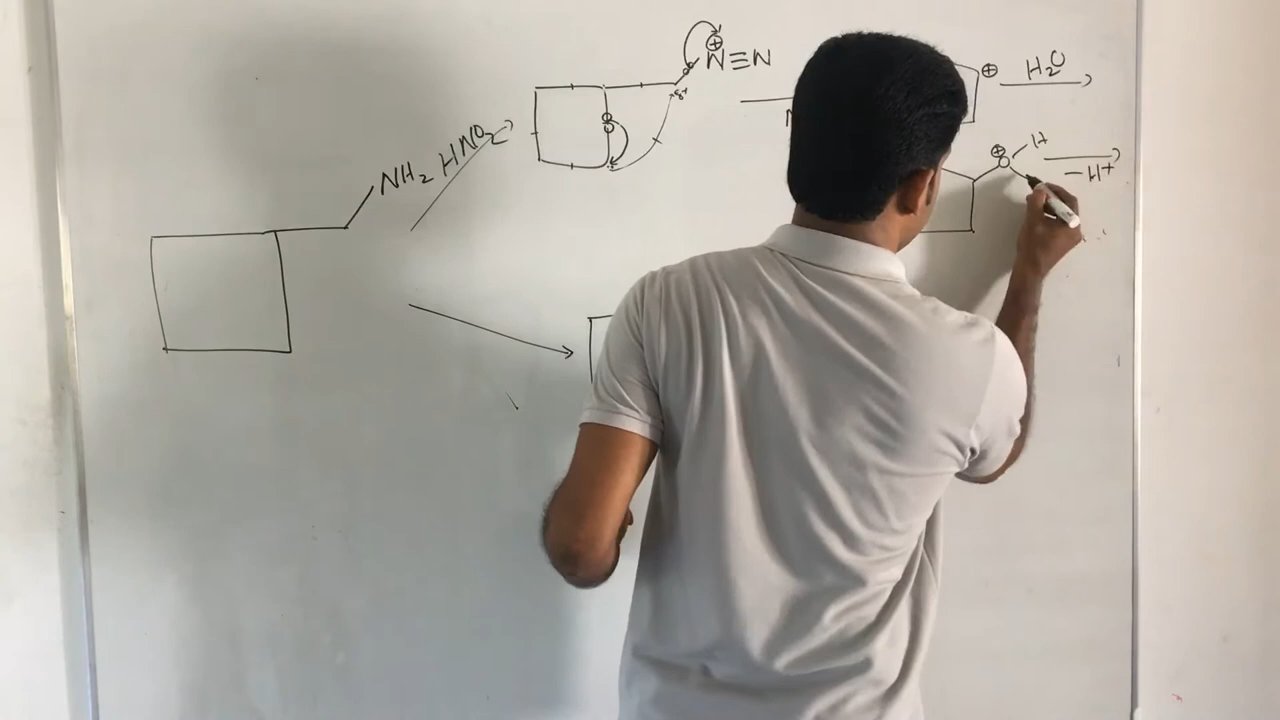 ⊕
N≡N
δ+
NH₂
HNO₂
⊕
H₂O
⊕
O
H
−H+